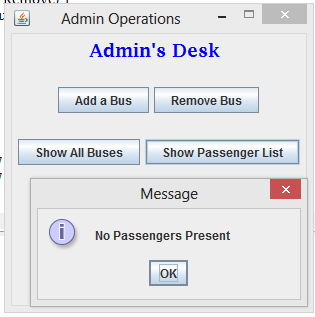 Admin Operations
Admin's Desk
Add a Bus
Remove Bus
Show All Buses
Show Passenger List
Message
No Passengers Present
OK